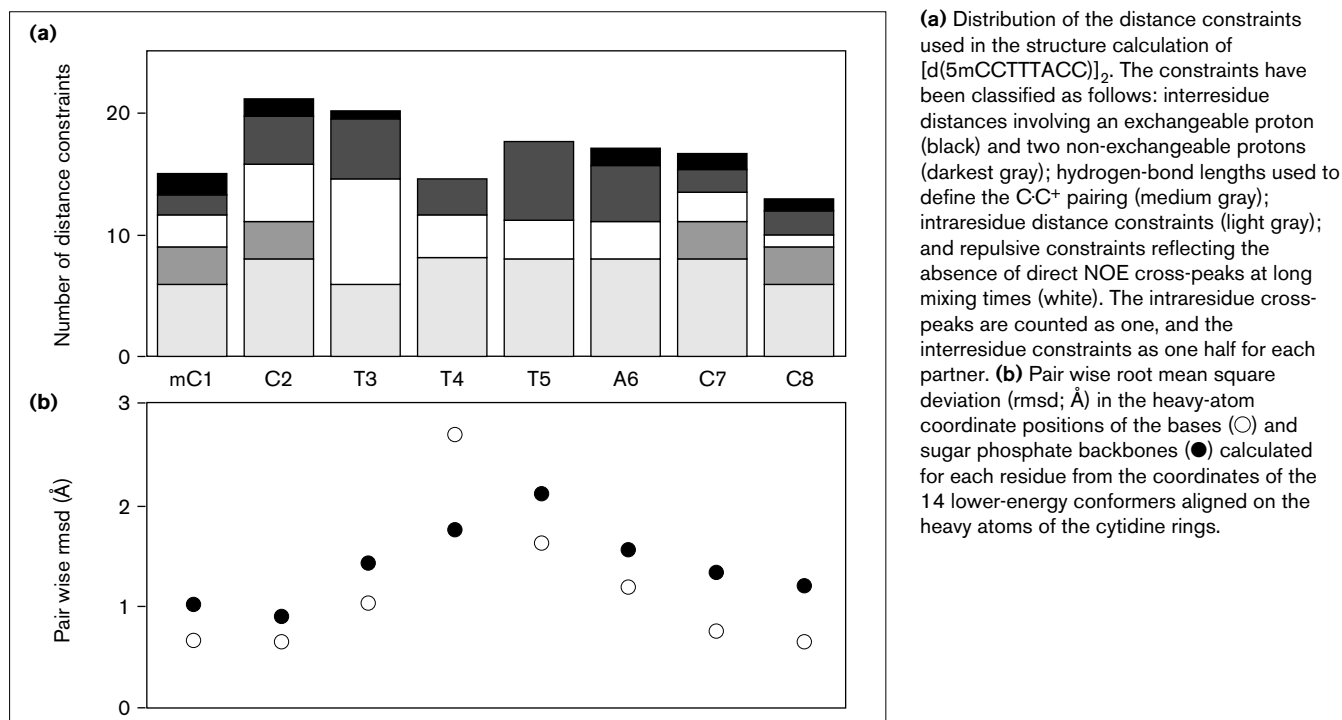 (a)
Number of distance constraints
20
10
0
mC1 C2 T3 T4 T5 A6 C7 C8
(b)
Pair wise rmsd (Å)
3
2
1
0
(a) Distribution of the distance constraints
used in the structure calculation of
[d(5mCCTTTACC)]₂. The constraints have
been classified as follows: interresidue
distances involving an exchangeable proton
(black) and two non-exchangeable protons
(darkest gray); hydrogen-bond lengths used to
define the C·C⁺ pairing (medium gray);
intraresidue distance constraints (light gray);
and repulsive constraints reflecting the
absence of direct NOE cross-peaks at long
mixing times (white). The intraresidue cross-
peaks are counted as one, and the
interresidue constraints as one half for each
partner. (b) Pair wise root mean square
deviation (rmsd; Å) in the heavy-atom
coordinate positions of the bases (○) and
sugar phosphate backbones (●) calculated
for each residue from the coordinates of the
14 lower-energy conformers aligned on the
heavy atoms of the cytidine rings.